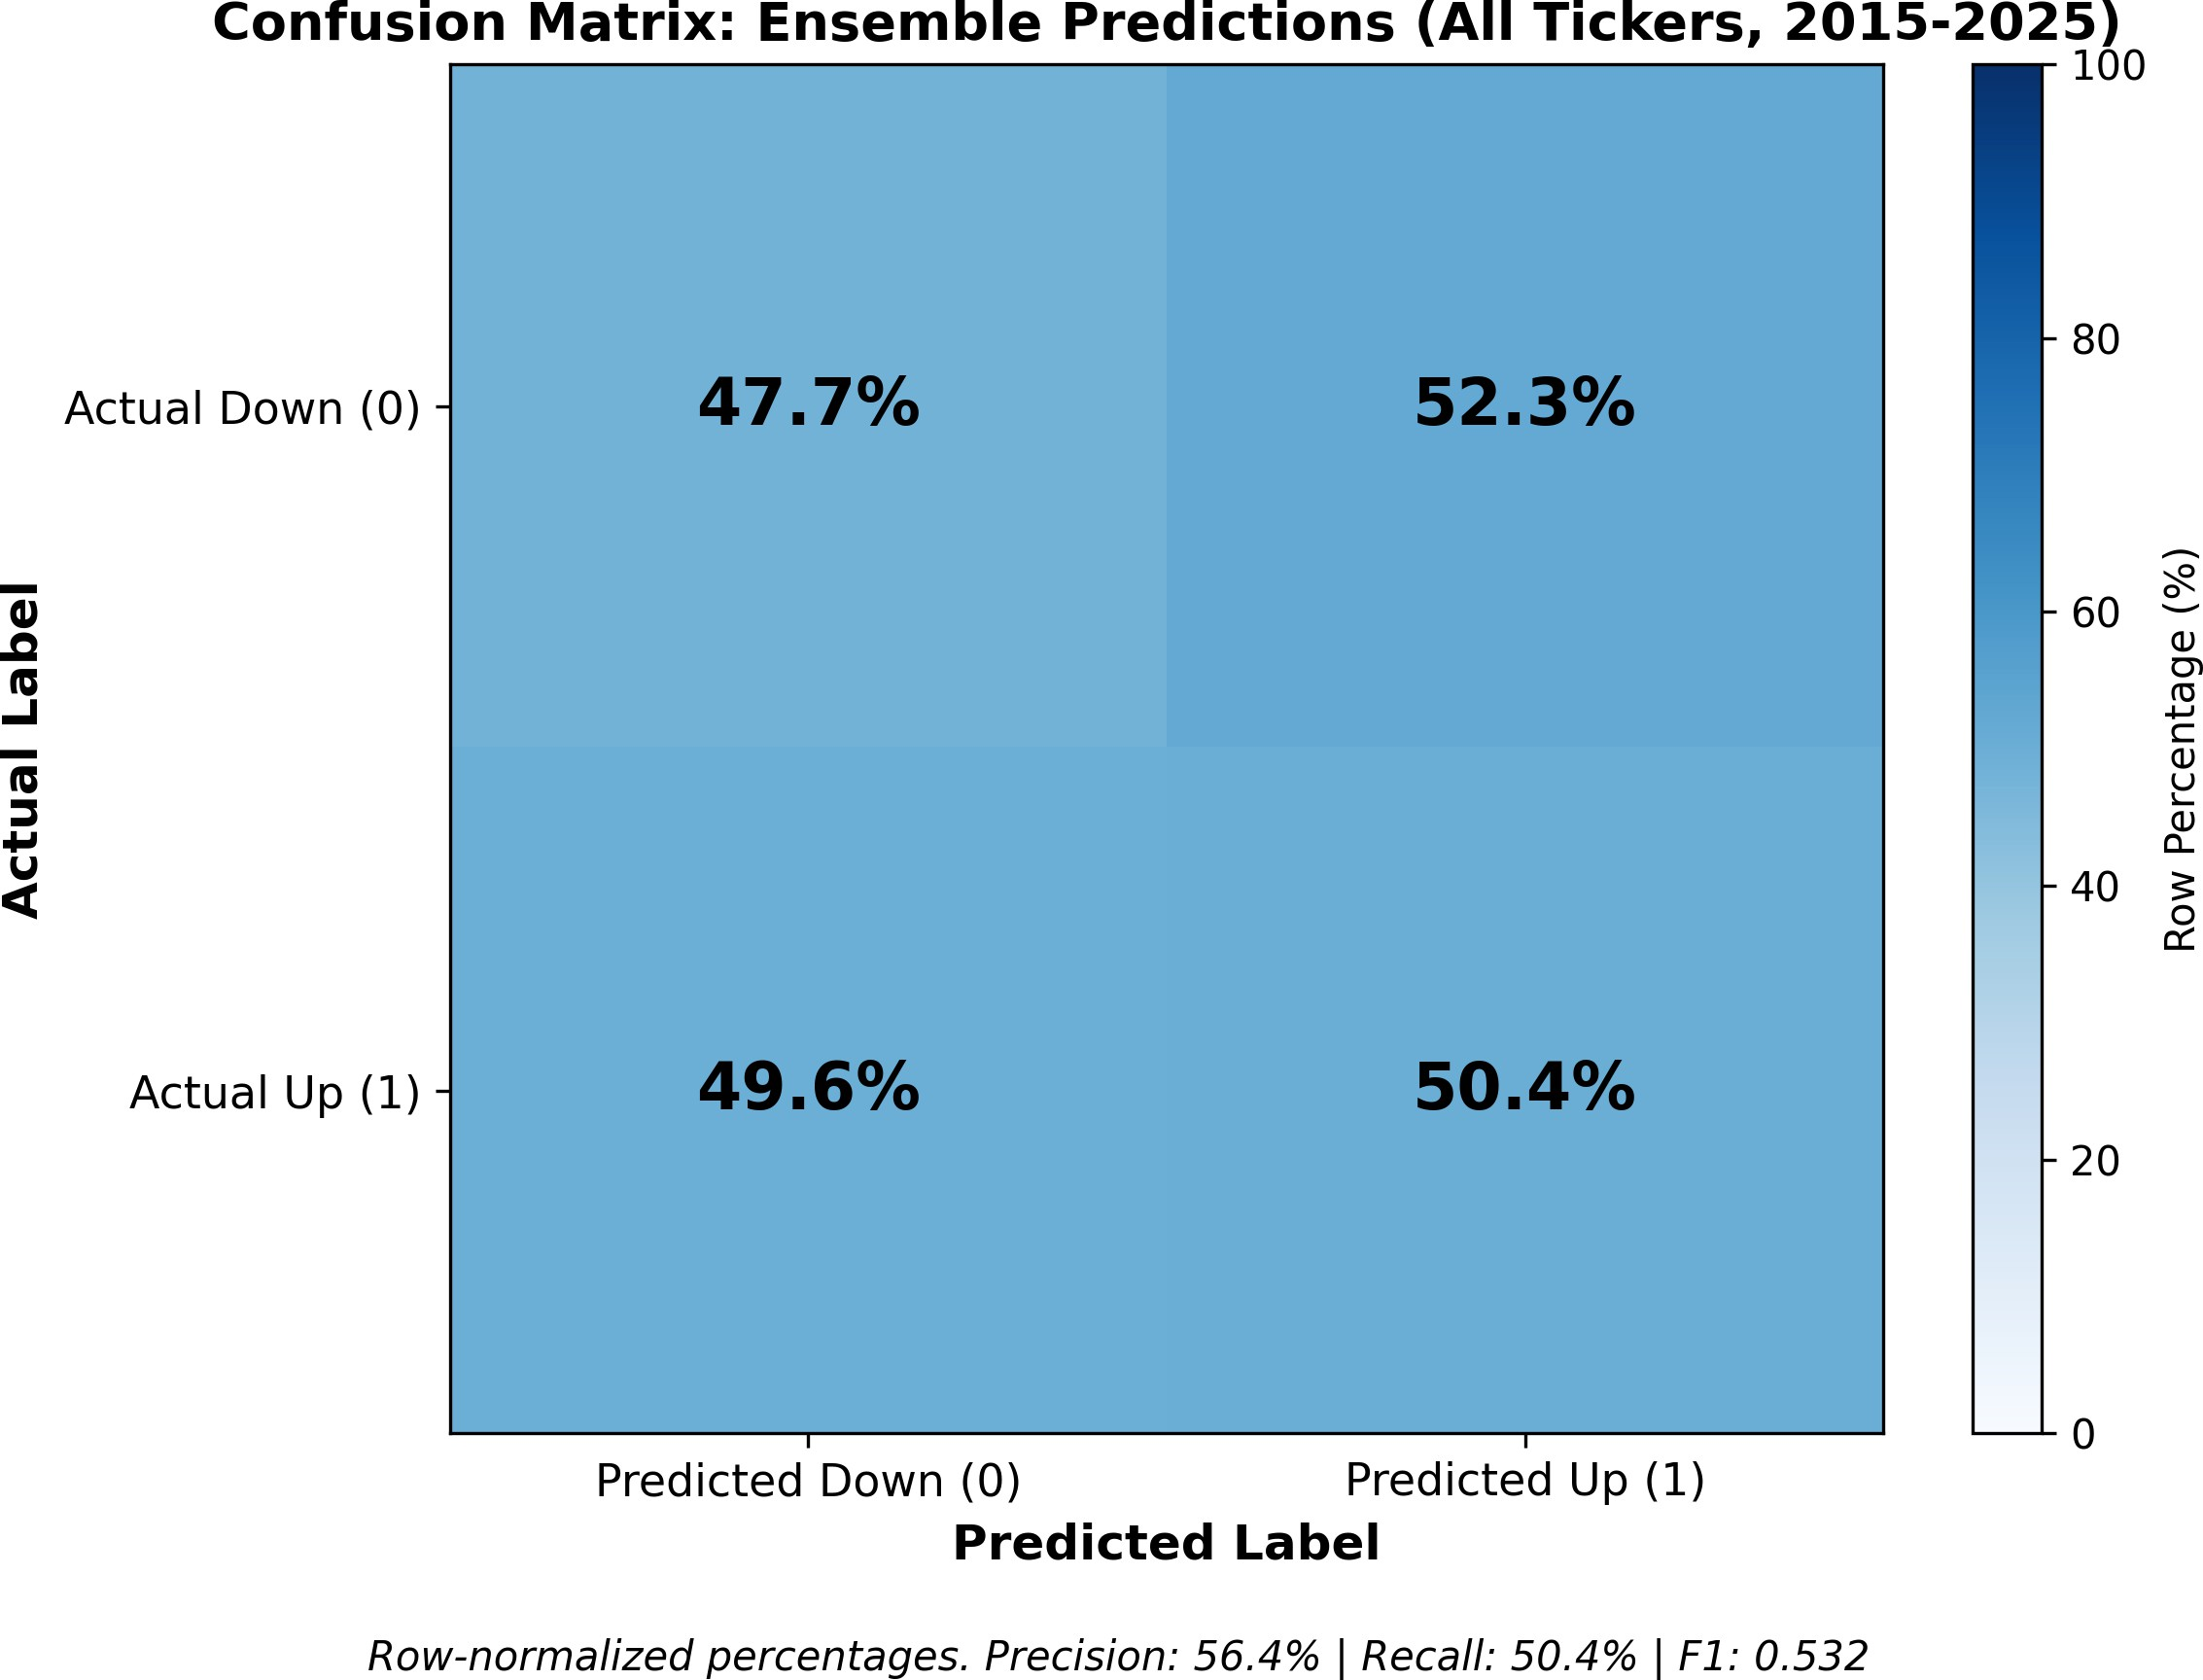 Confusion Matrix: Ensemble Predictions (All Tickers, 2015-2025)
Actual Label
Actual Down (0)
47.7%
52.3%
Actual Up (1)
49.6%
50.4%
Predicted Down (0)
Predicted Up (1)
Predicted Label
100
80
60
40
20
0
Row Percentage (%)
Row-normalized percentages. Precision: 56.4% | Recall: 50.4% | F1: 0.532